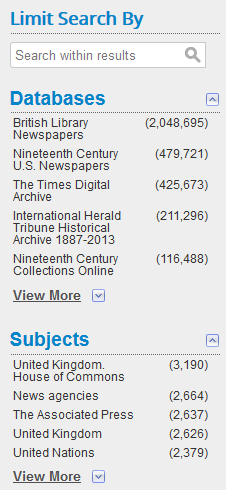 Limit Search By
Search within results
Databases
British Library (2,048,695)
Newspapers
Nineteenth Century (479,721)
U.S. Newspapers
The Times Digital (425,673)
Archive
International Herald (211,296)
Tribune Historical
Archive 1887-2013
Nineteenth Century (116,488)
Collections Online
View More
Subjects
United Kingdom. (3,190)
House of Commons
News agencies (2,664)
The Associated Press (2,637)
United Kingdom (2,626)
United Nations (2,379)
View More